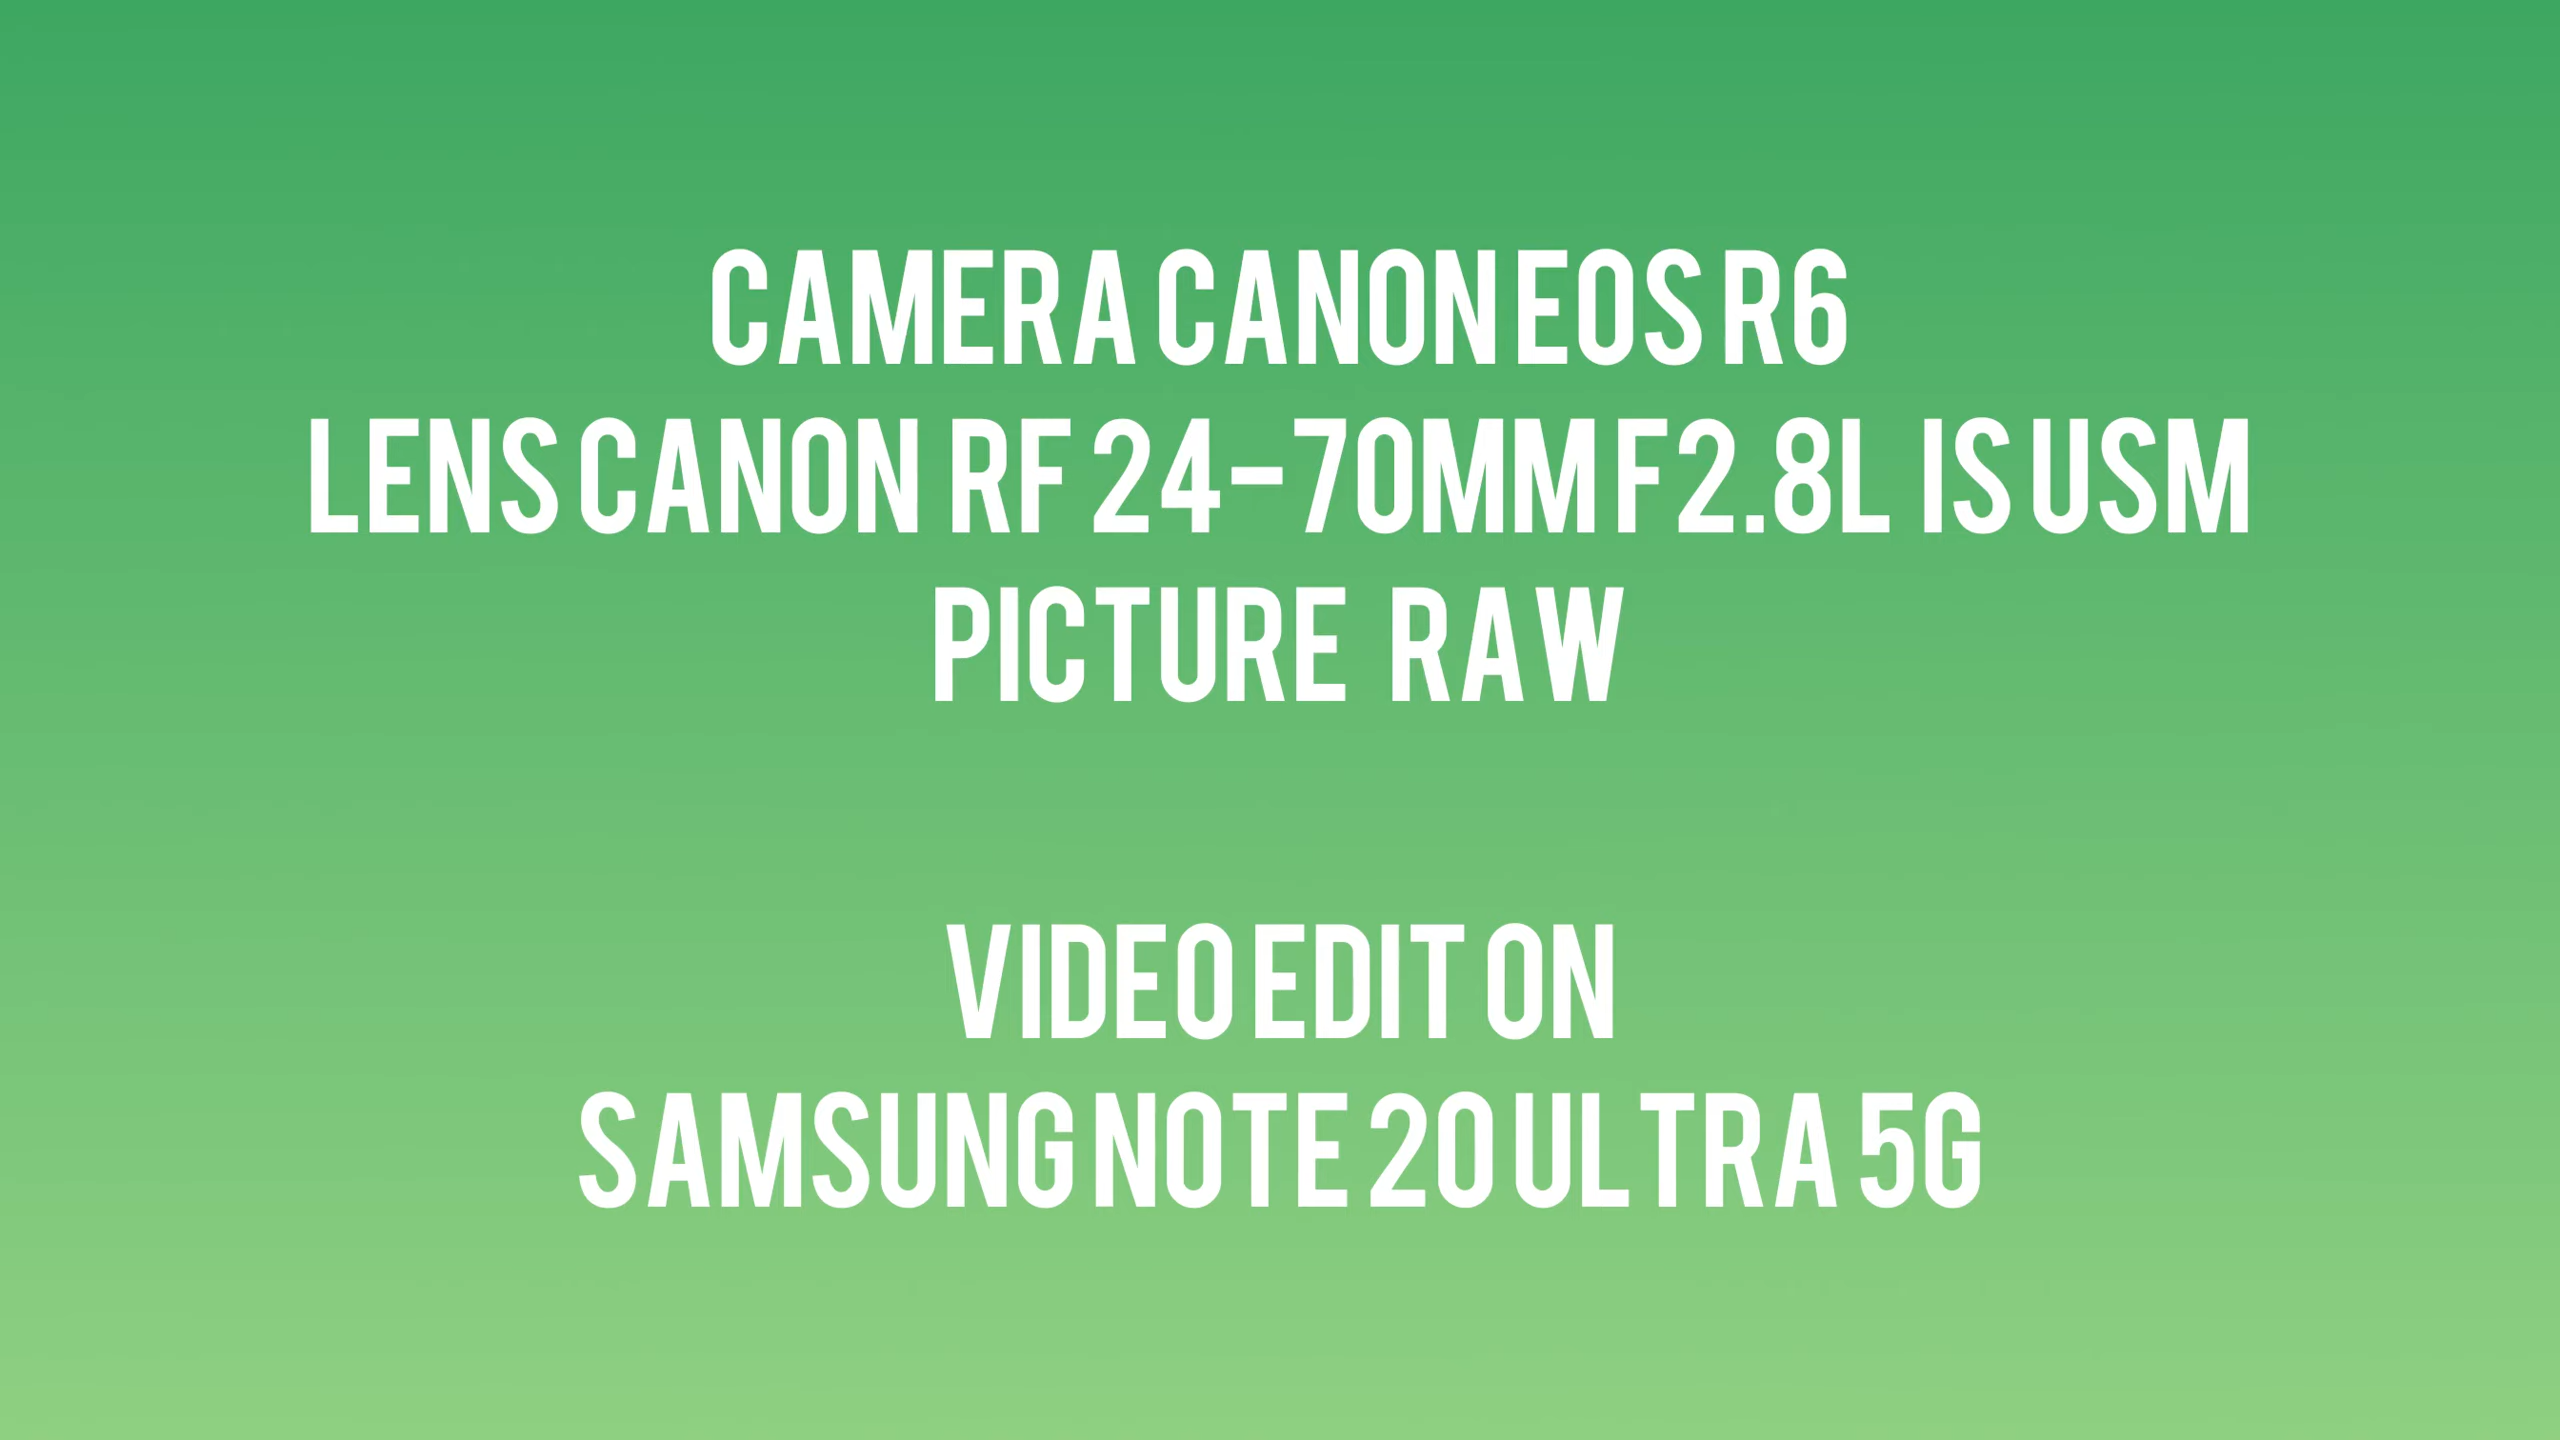 CAMERA CANON EOS R6
LENS CANON RF 24-70MM F2.8L IS USM
PICTURE RAW
VIDEO EDIT ON
SAMSUNG NOTE 20 ULTRA 5G